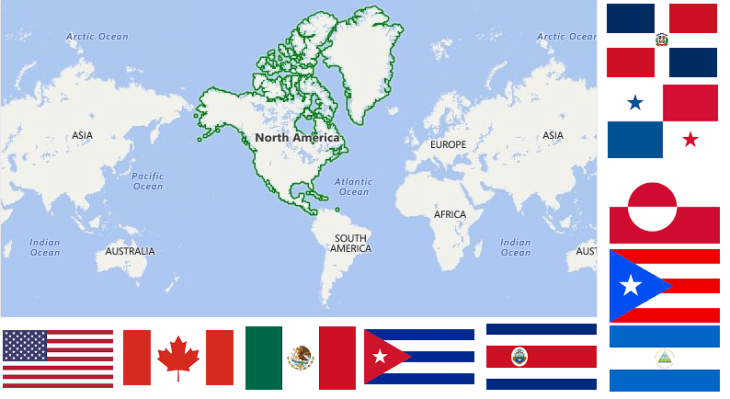 Arctic Ocean
Arctic Ocean
ASIA
North America
EUROPE
ASIA
Pacific
Ocean
Atlantic
Ocean
AFRICA
Indian
Ocean
AUSTRALIA
SOUTH
AMERICA
Indian
Ocean
AUST